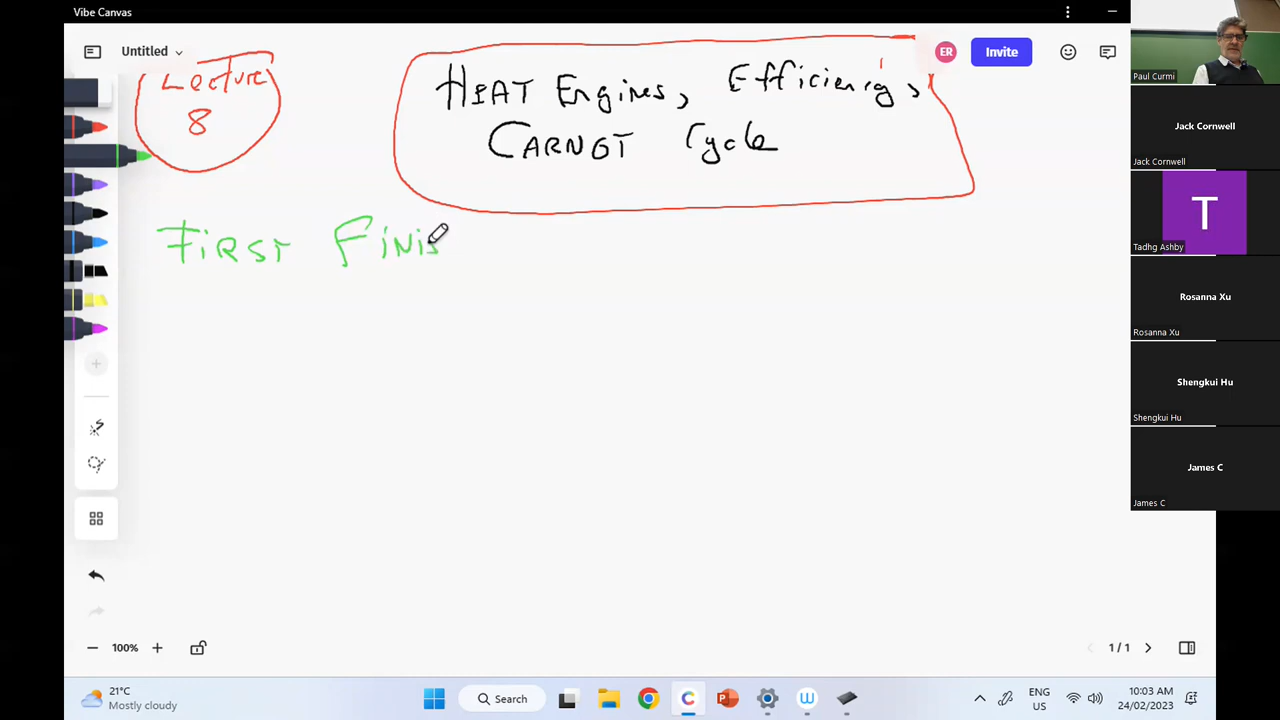 Vibe Canvas
Untitled
ER
Invite
Lecture
8
HEAT Engines, Efficiency,
CARNOT Cycle
FIRST FINIS
Paul Curmi
Jack Cornwell
Jack Cornwell
T
Tadhg Ashby
Rosanna Xu
Rosanna Xu
Shengkui Hu
Shengkui Hu
James C
James C
100%
1 / 1
21°C
Mostly cloudy
Search
ENG
US
10:03 AM
24/02/2023